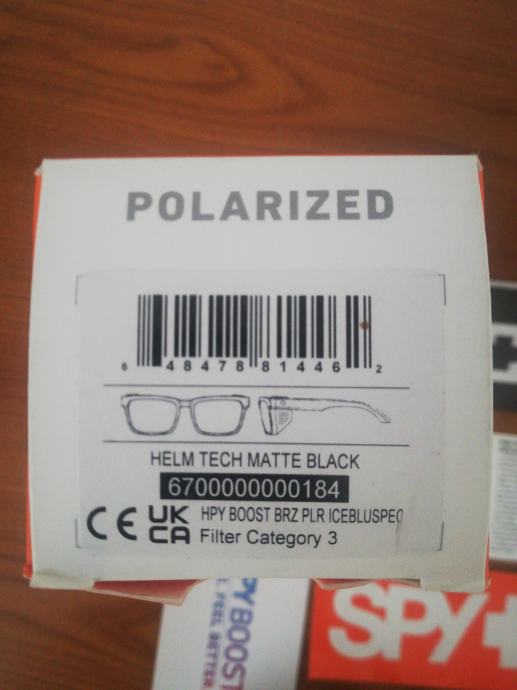 POLARIZED
6 48478 81446 2
HELM TECH MATTE BLACK
6700000000184
CE UK CA HPY BOOST BRZ PLR ICEBLUSPEC
Filter Category 3
SPY BOOST
FEEL BETTER
SPY+